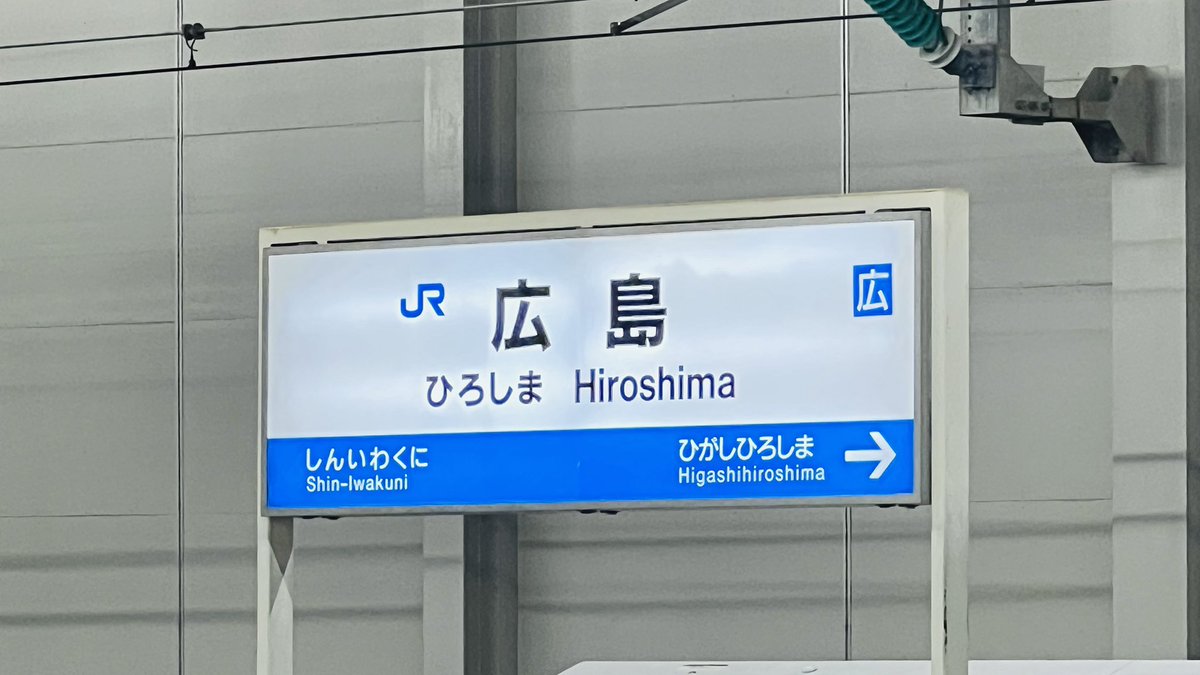 JR 広島 広
ひろしま Hiroshima
しんいわくに ひがしひろしま →
Shin-Iwakuni Higashihiroshima